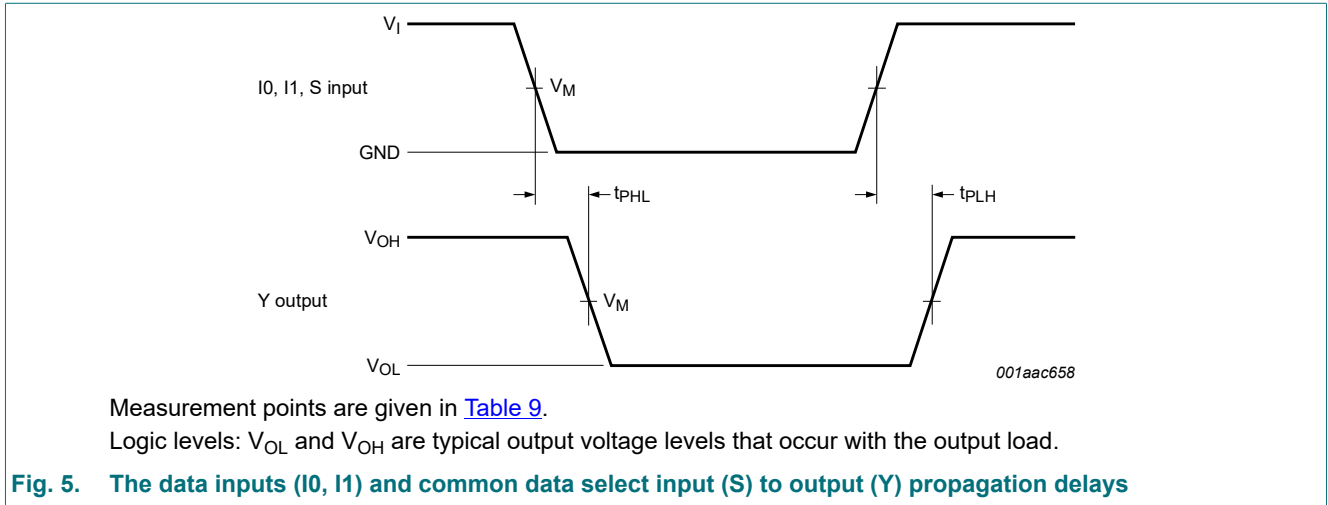 VI
I0, I1, S input
VM
GND
tPHL
tPLH
VOH
Y output
VM
VOL
001aac658
Measurement points are given in Table 9.
Logic levels: VOL and VOH are typical output voltage levels that occur with the output load.
Fig. 5. The data inputs (I0, I1) and common data select input (S) to output (Y) propagation delays